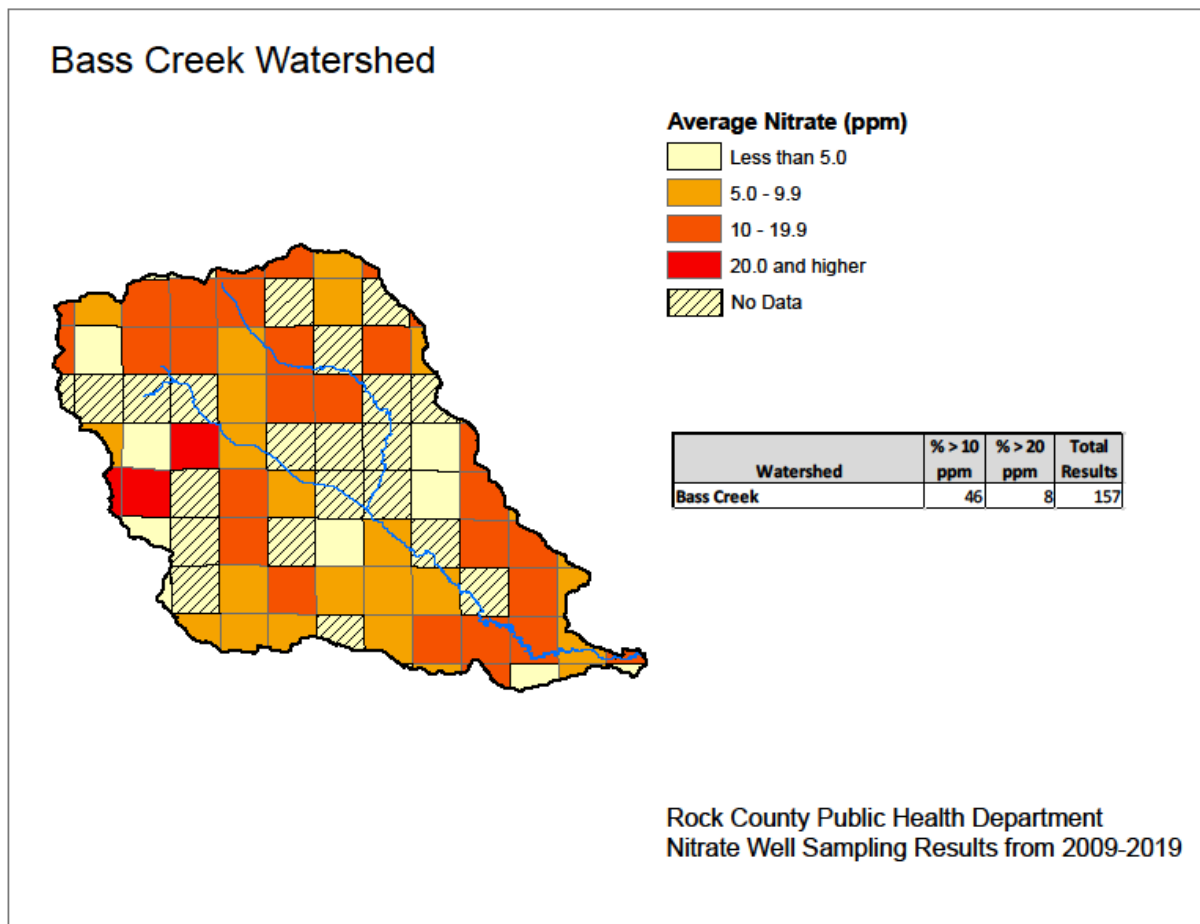 Bass Creek Watershed
Average Nitrate (ppm)
Less than 5.0
5.0 - 9.9
10 - 19.9
20.0 and higher
No Data
Watershed % > 10 ppm % > 20 ppm Total Results
Bass Creek 46 8 157
Rock County Public Health Department
Nitrate Well Sampling Results from 2009-2019